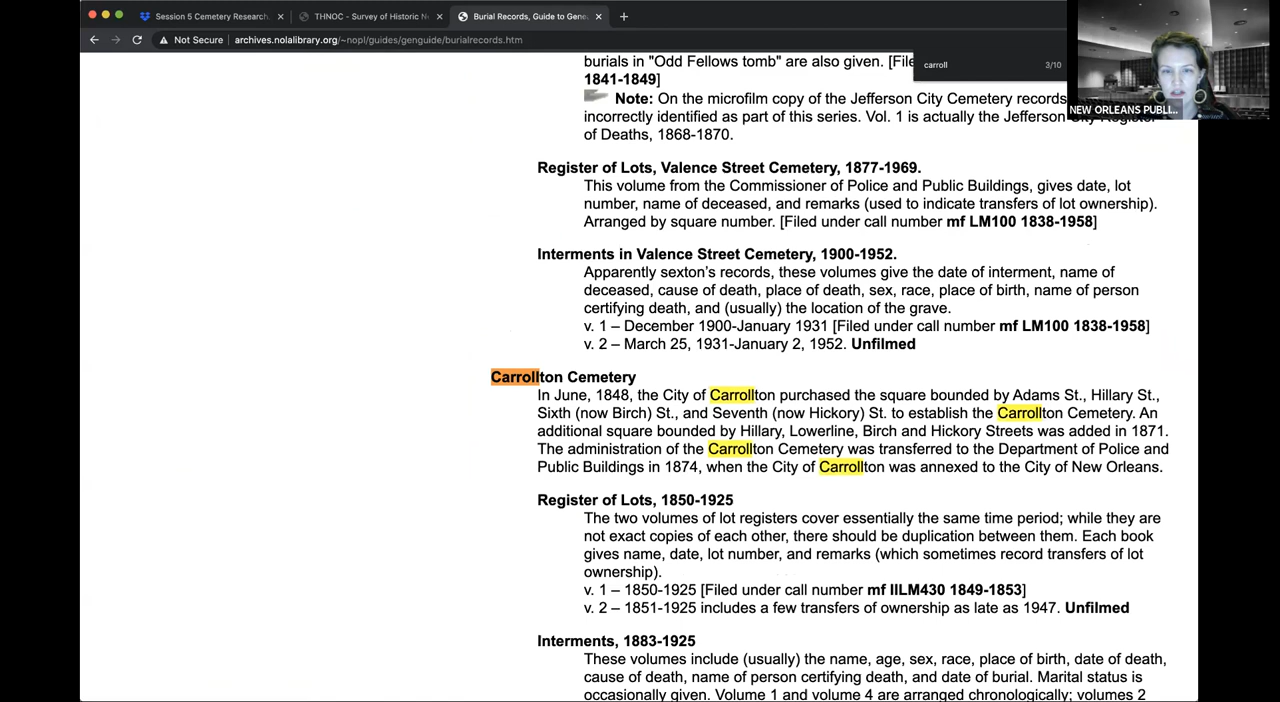 Session 5 Cemetery Research
THNOC - Survey of Historic N
Burial Records, Guide to Gene
Not Secure archives.nolalibrary.org/~nopl/guides/genguide/burialrecords.htm
carroll 3/10
NEW ORLEANS PUBLI...
burials in "Odd Fellows tomb" are also given. [File
1841-1849]
Note: On the microfilm copy of the Jefferson City Cemetery records
incorrectly identified as part of this series. Vol. 1 is actually the Jefferson City Register
of Deaths, 1868-1870.
Register of Lots, Valence Street Cemetery, 1877-1969.
This volume from the Commissioner of Police and Public Buildings, gives date, lot
number, name of deceased, and remarks (used to indicate transfers of lot ownership).
Arranged by square number. [Filed under call number mf LM100 1838-1958]
Interments in Valence Street Cemetery, 1900-1952.
Apparently sexton's records, these volumes give the date of interment, name of
deceased, cause of death, place of death, sex, race, place of birth, name of person
certifying death, and (usually) the location of the grave.
v. 1 – December 1900-January 1931 [Filed under call number mf LM100 1838-1958]
v. 2 – March 25, 1931-January 2, 1952. Unfilmed
Carrollton Cemetery
In June, 1848, the City of Carrollton purchased the square bounded by Adams St., Hillary St.,
Sixth (now Birch) St., and Seventh (now Hickory) St. to establish the Carrollton Cemetery. An
additional square bounded by Hillary, Lowerline, Birch and Hickory Streets was added in 1871.
The administration of the Carrollton Cemetery was transferred to the Department of Police and
Public Buildings in 1874, when the City of Carrollton was annexed to the City of New Orleans.
Register of Lots, 1850-1925
The two volumes of lot registers cover essentially the same time period; while they are
not exact copies of each other, there should be duplication between them. Each book
gives name, date, lot number, and remarks (which sometimes record transfers of lot
ownership).
v. 1 – 1850-1925 [Filed under call number mf IILM430 1849-1853]
v. 2 – 1851-1925 includes a few transfers of ownership as late as 1947. Unfilmed
Interments, 1883-1925
These volumes include (usually) the name, age, sex, race, place of birth, date of death,
cause of death, name of person certifying death, and date of burial. Marital status is
occasionally given. Volume 1 and volume 4 are arranged chronologically; volumes 2